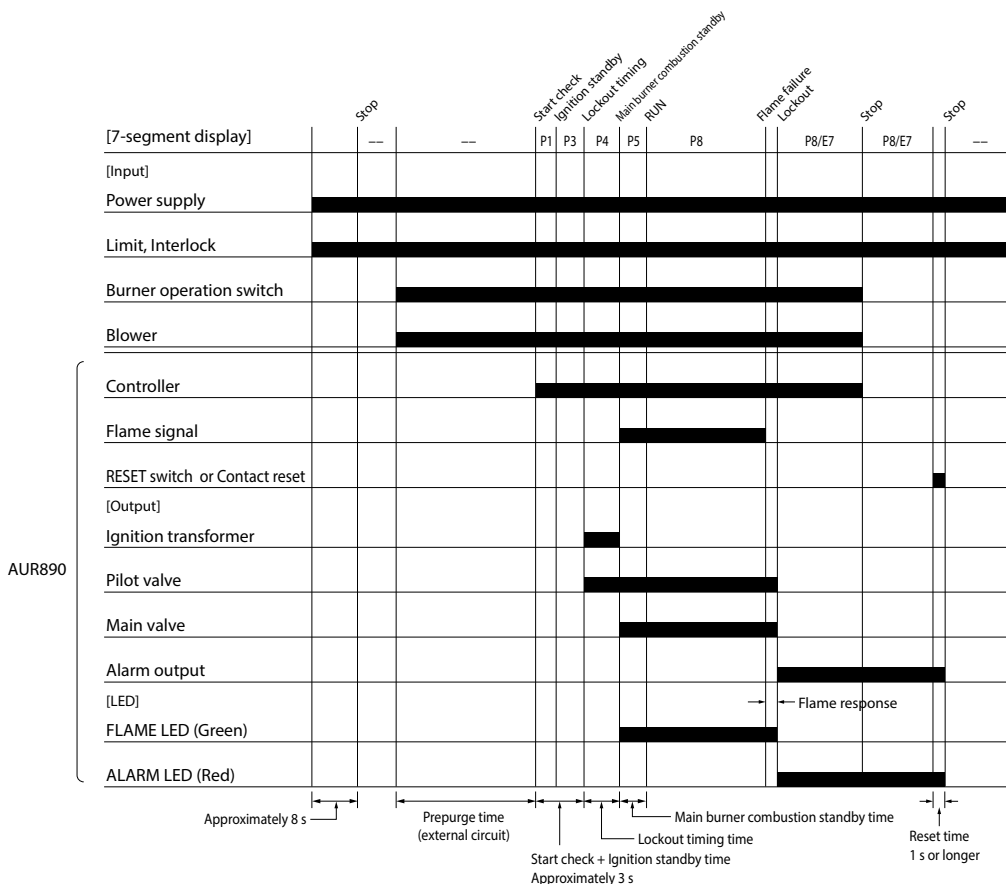 Stop
Start check
Ignition standby
Lockout timing
Main burner combustion standby
RUN
Flame failure
Lockout
Stop
Stop
[7-segment display] –– –– P1 P3 P4 P5 P8 P8/E7 P8/E7 ––
[Input]
Power supply
Limit, Interlock
Burner operation switch
Blower
Controller
Flame signal
RESET switch or Contact reset
[Output]
Ignition transformer
AUR890
Pilot valve
Main valve
Alarm output
[LED]
Flame response
FLAME LED (Green)
ALARM LED (Red)
Approximately 8 s
Prepurge time
(external circuit)
Main burner combustion standby time
Lockout timing time
Start check + Ignition standby time
Approximately 3 s
Reset time
1 s or longer